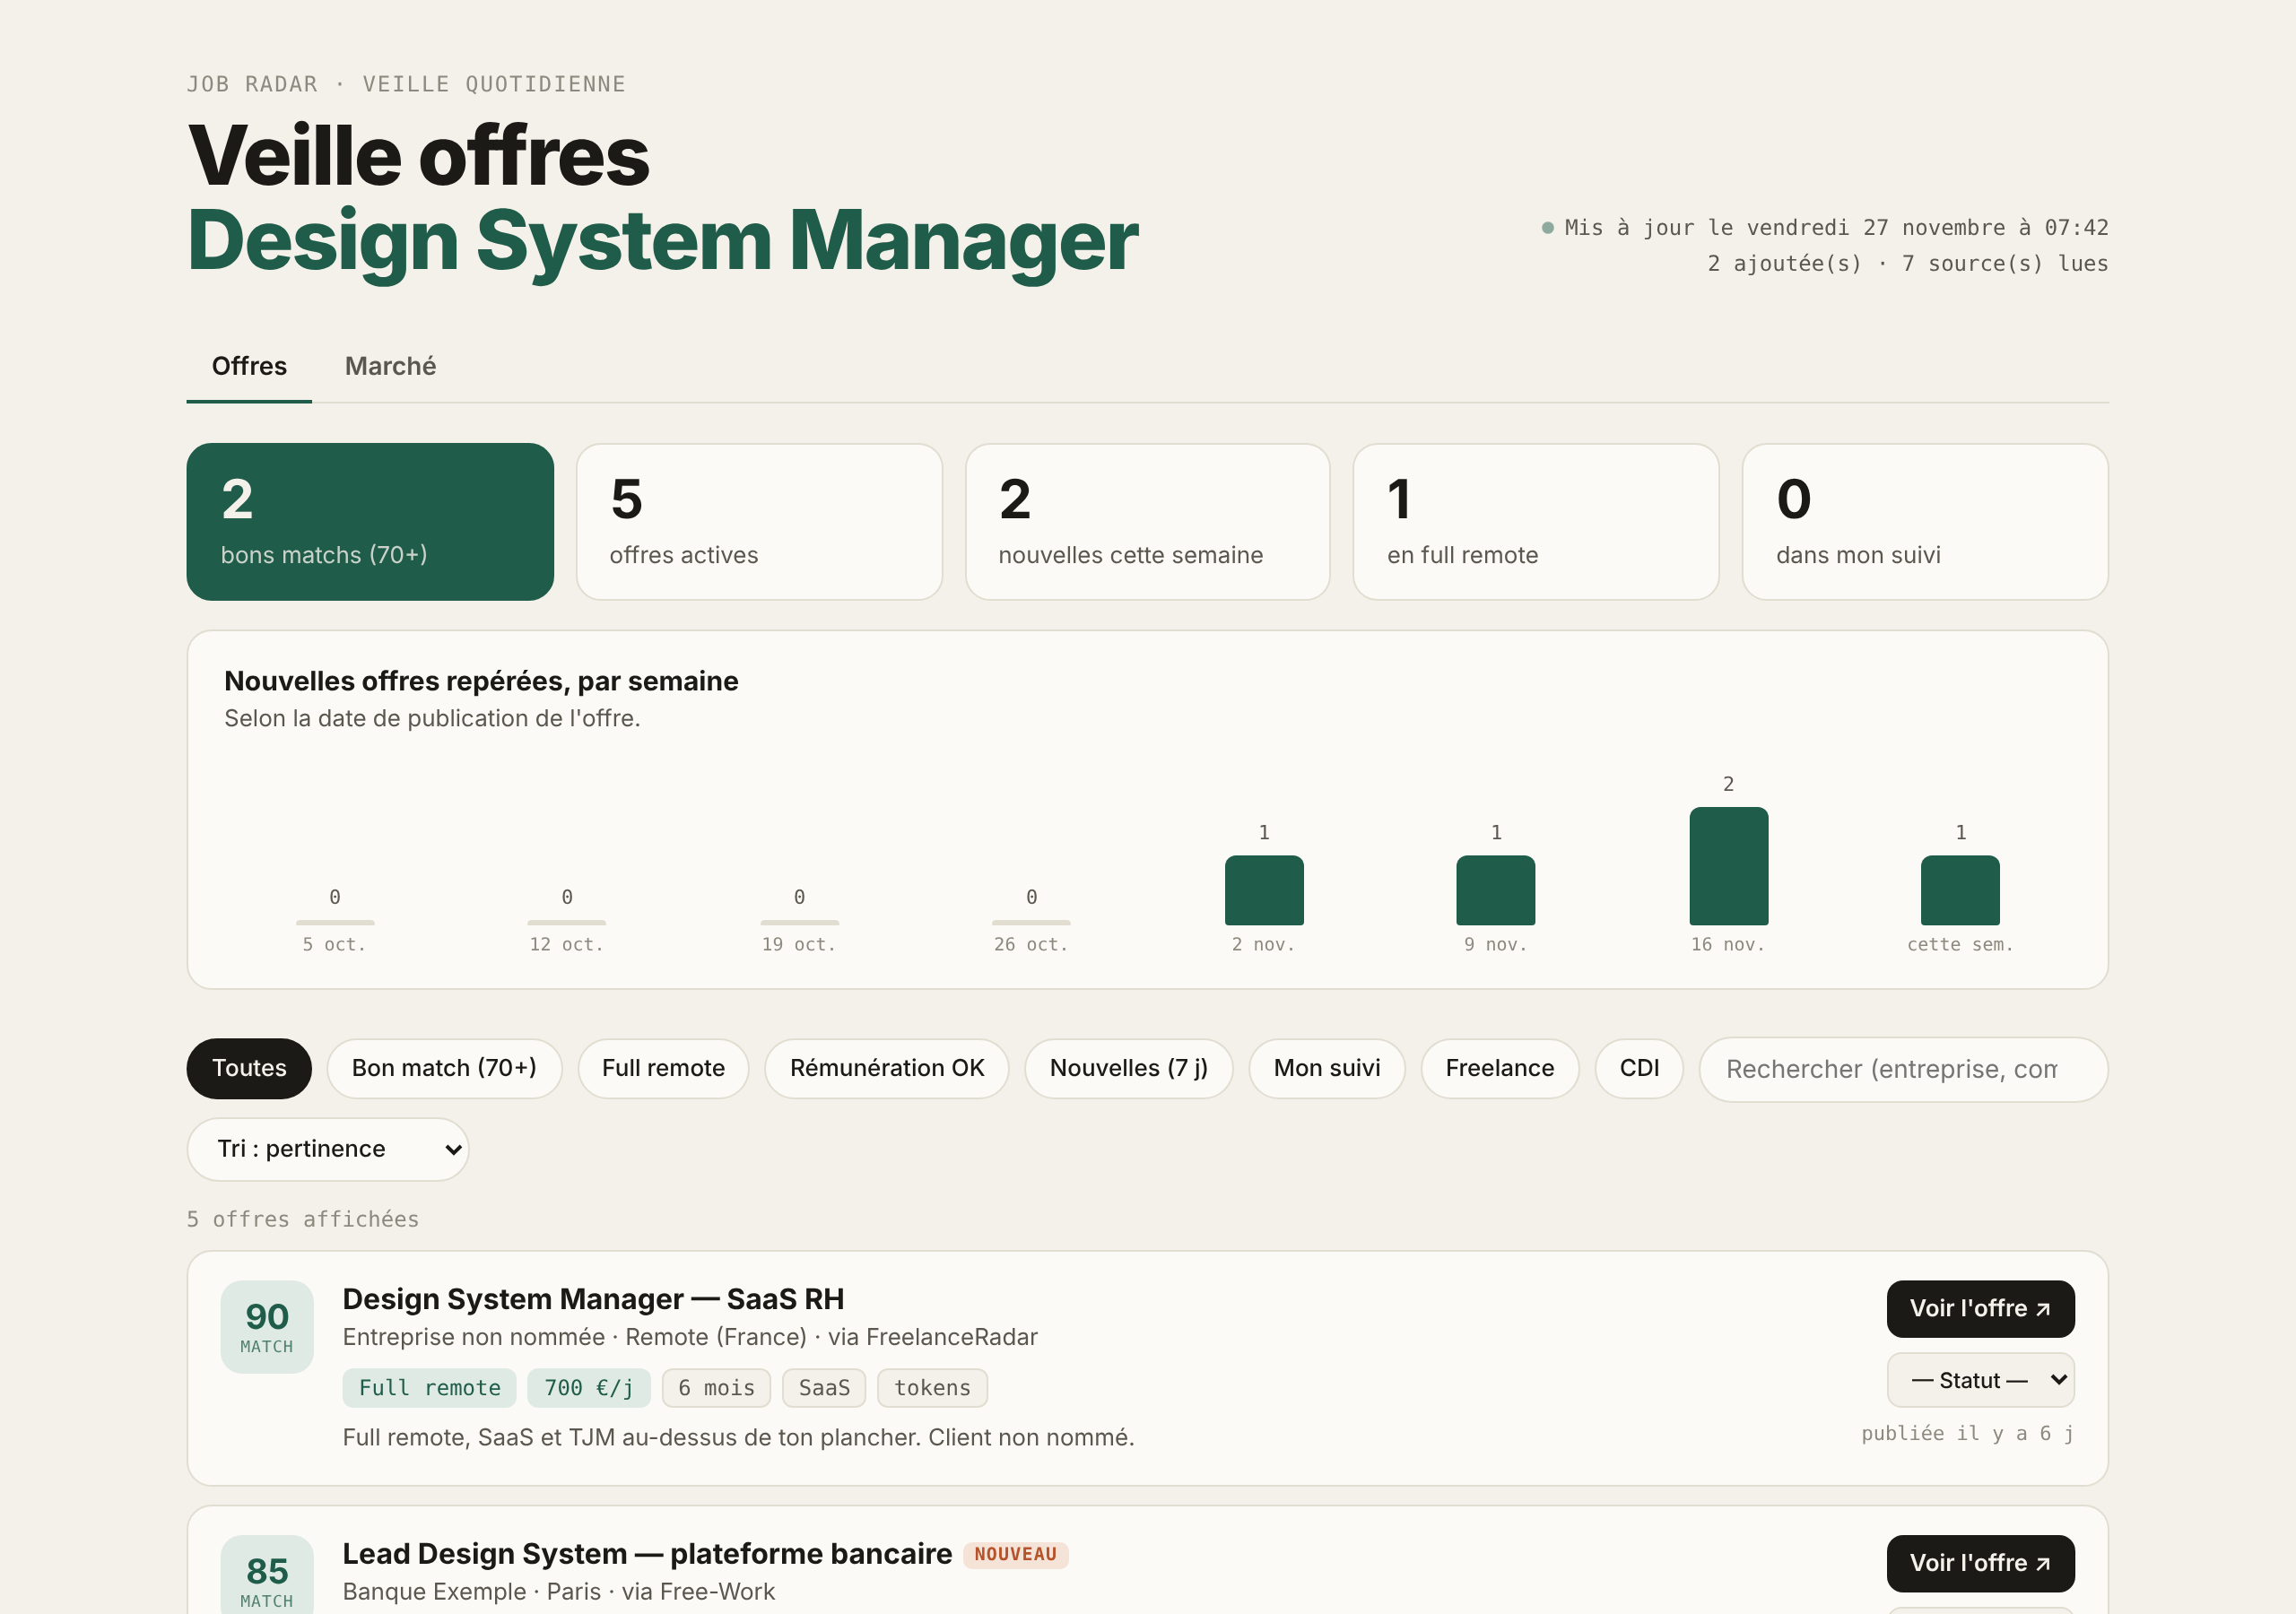 JOB RADAR · VEILLE QUOTIDIENNE
Veille offres
Design System Manager
Mis à jour le vendredi 27 novembre à 07:42
2 ajoutée(s) · 7 source(s) lues
Offres
Marché
2
bons matchs (70+)
5
offres actives
2
nouvelles cette semaine
1
en full remote
0
dans mon suivi
Nouvelles offres repérées, par semaine
Selon la date de publication de l'offre.
0
5 oct.
0
12 oct.
0
19 oct.
0
26 oct.
1
2 nov.
1
9 nov.
2
16 nov.
1
cette sem.
Toutes
Bon match (70+)
Full remote
Rémunération OK
Nouvelles (7 j)
Mon suivi
Freelance
CDI
Rechercher (entreprise, com
Tri : pertinence
5 offres affichées
90
MATCH
Design System Manager — SaaS RH
Entreprise non nommée · Remote (France) · via FreelanceRadar
Full remote
700 €/j
6 mois
SaaS
tokens
Full remote, SaaS et TJM au-dessus de ton plancher. Client non nommé.
Voir l'offre ↗
— Statut —
publiée il y a 6 j
85
MATCH
Lead Design System — plateforme bancaire NOUVEAU
Banque Exemple · Paris · via Free-Work
Voir l'offre ↗